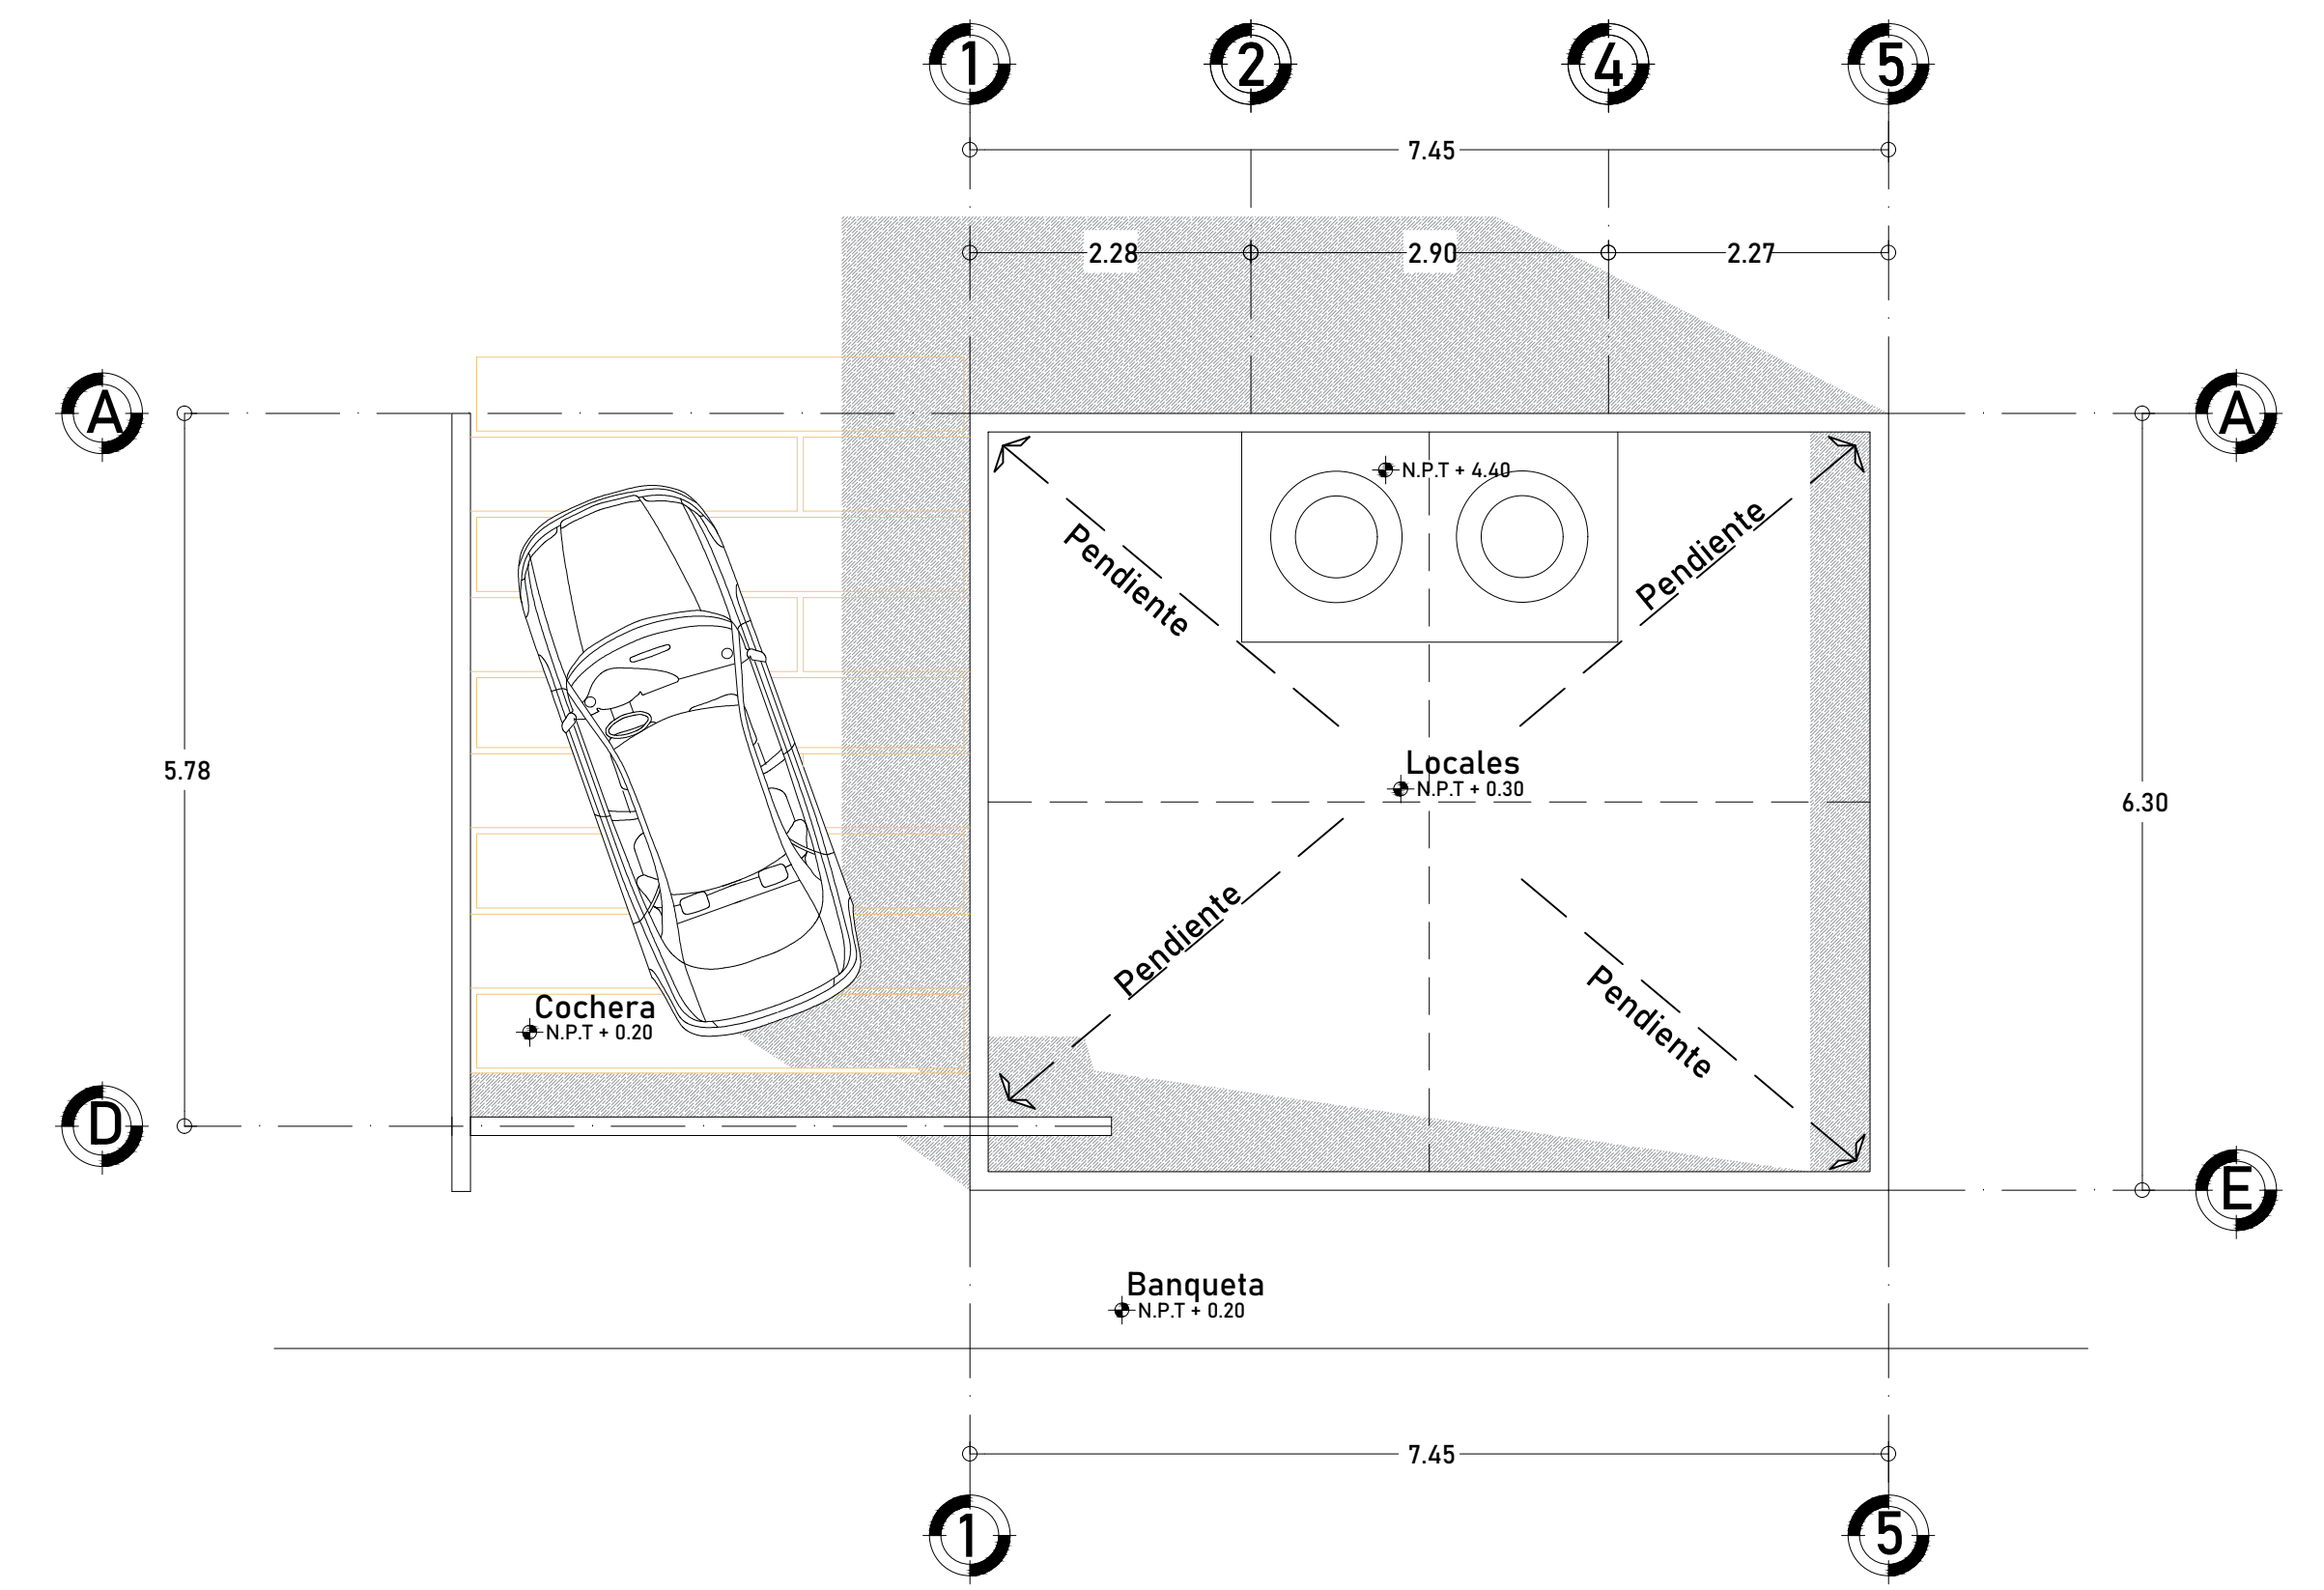 1
2
4
5
7.45
2.28
2.90
2.27
A
A
N.P.T + 4.40
Pendiente
Pendiente
5.78
Locales
N.P.T + 0.30
6.30
Pendiente
Pendiente
Cochera
N.P.T + 0.20
D
E
Banqueta
N.P.T + 0.20
7.45
1
5